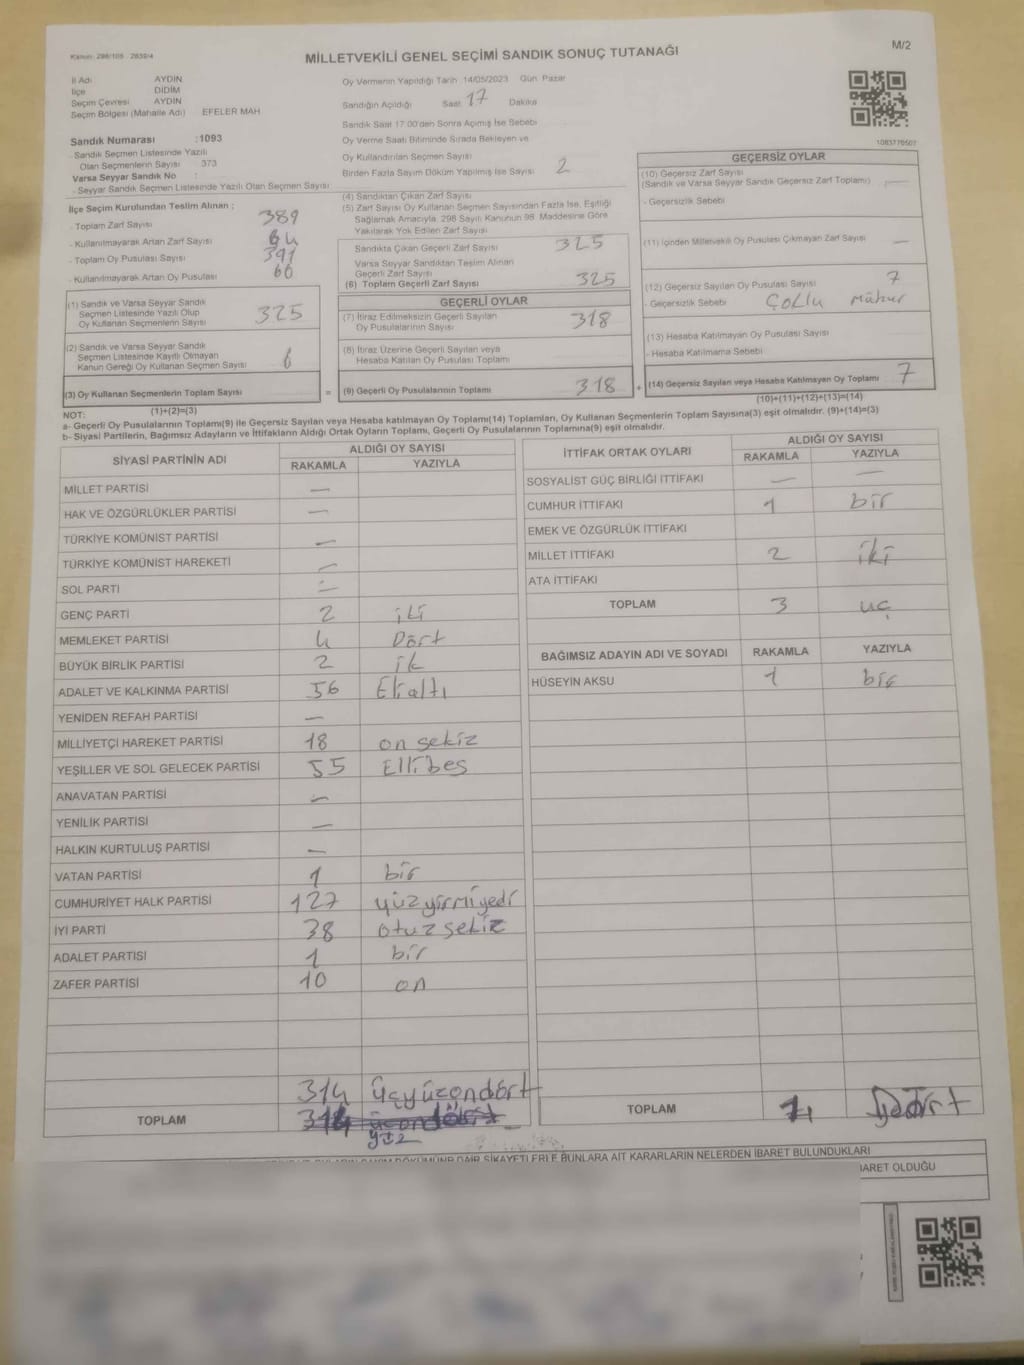 Kanun: 298/105 2839/4
MİLLETVEKİLİ GENEL SEÇİMİ SANDIK SONUÇ TUTANAĞI
M/2
İl Adı AYDIN
İlçe DİDİM
Seçim Çevresi AYDIN
Seçim Bölgesi (Mahalle Adı) EFELER MAH.
Sandık Numarası :1093
- Sandık Seçmen Listesinde Yazılı
Olan Seçmenlerin Sayısı 373
Varsa Seyyar Sandık No :
- Seyyar Sandık Seçmen Listesinde Yazılı Olan Seçmen Sayısı:
İlçe Seçim Kurulundan Teslim Alınan ;
- Toplam Zarf Sayısı 389
- Kullanılmayarak Artan Zarf Sayısı 64
- Toplam Oy Pusulası Sayısı 391
- Kullanılmayarak Artan Oy Pusulası 66
(1) Sandık ve Varsa Seyyar Sandık
Seçmen Listesinde Yazılı Olup
Oy Kullanan Seçmenlerin Sayısı 325
(2) Sandık ve Varsa Seyyar Sandık
Seçmen Listesinde Kayıtlı Olmayan
Kanun Gereği Oy Kullanan Seçmen Sayısı
(3) Oy Kullanan Seçmenlerin Toplam Sayısı =
(1)+(2)=(3)
Oy Vermenin Yapıldığı Tarih 14/05/2023 Gün Pazar
Sandığın Açıldığı Saat 17 Dakika
Sandık Saat 17:00'den Sonra Açılmış İse Sebebi
Oy Verme Saati Bitiminde Sırada Bekleyen ve
Oy Kullandırılan Seçmen Sayısı
Birden Fazla Sayım Döküm Yapılmış İse Sayısı 2
(4) Sandıktan Çıkan Zarf Sayısı
(5) Zarf Sayısı Oy Kullanan Seçmen Sayısından Fazla İse, Eşitliği
Sağlamak Amacıyla, 298 Sayılı Kanunun 98. Maddesine Göre
Yakılarak Yok Edilen Zarf Sayısı
Sandıkta Çıkan Geçerli Zarf Sayısı 325
Varsa Seyyar Sandıktan Teslim Alınan
Geçerli Zarf Sayısı
(6) Toplam Geçerli Zarf Sayısı 325
GEÇERLİ OYLAR
(7) İtiraz Edilmeksizin Geçerli Sayılan
Oy Pusulalarının Sayısı 318
(8) İtiraz Üzerine Geçerli Sayılan veya
Hesaba Katılan Oy Pusulası Toplamı
(9) Geçerli Oy Pusulalarının Toplamı 318 +
1083776507
GEÇERSİZ OYLAR
(10) Geçersiz Zarf Sayısı
(Sandık ve Varsa Seyyar Sandık Geçersiz Zarf Toplamı) —
- Geçersizlik Sebebi
(11) İçinden Milletvekili Oy Pusulası Çıkmayan Zarf Sayısı —
(12) Geçersiz Sayılan Oy Pusulası Sayısı 7
- Geçersizlik Sebebi Çoklu mühür
(13) Hesaba Katılmayan Oy Pusulası Sayısı
- Hesaba Katılmama Sebebi
(14) Geçersiz Sayılan veya Hesaba Katılmayan Oy Toplamı 7
(10)+(11)+(12)+(13)=(14)
NOT:
a- Geçerli Oy Pusulalarının Toplamı(9) ile Geçersiz Sayılan veya Hesaba katılmayan Oy Toplamı(14) Toplamları, Oy Kullanan Seçmenlerin Toplam Sayısına(3) eşit olmalıdır. (9)+(14)=(3)
b- Siyasi Partilerin, Bağımsız Adayların ve İttifakların Aldığı Ortak Oyların Toplamı, Geçerli Oy Pusulalarının Toplamına(9) eşit olmalıdır.
SİYASİ PARTİNİN ADI ALDIĞI OY SAYISI
RAKAMLA YAZIYLA
MİLLET PARTİSİ —
HAK VE ÖZGÜRLÜKLER PARTİSİ —
TÜRKİYE KOMÜNİST PARTİSİ —
TÜRKİYE KOMÜNİST HAREKETİ —
SOL PARTİ —
GENÇ PARTİ 2 iki
MEMLEKET PARTİSİ 4 Dört
BÜYÜK BİRLİK PARTİSİ 2 ik
ADALET VE KALKINMA PARTİSİ 56 Elialtı
YENİDEN REFAH PARTİSİ —
MİLLİYETÇİ HAREKET PARTİSİ 18 on sekiz
YEŞİLLER VE SOL GELECEK PARTİSİ 55 Ellibeş
ANAVATAN PARTİSİ —
YENİLİK PARTİSİ —
HALKIN KURTULUŞ PARTİSİ —
VATAN PARTİSİ 1 bir
CUMHURİYET HALK PARTİSİ 127 yüzyirmiyedi
İYİ PARTİ 38 otuzsekiz
ADALET PARTİSİ 1 bir
ZAFER PARTİSİ 10 on
314 üçyüzondört
TOPLAM
yüz
İTTİFAK ORTAK OYLARI ALDIĞI OY SAYISI
RAKAMLA YAZIYLA
SOSYALİST GÜÇ BİRLİĞİ İTTİFAKI — —
CUMHUR İTTİFAKI 1 bir
EMEK VE ÖZGÜRLÜK İTTİFAKI
MİLLET İTTİFAKI 2 iki
ATA İTTİFAKI
TOPLAM 3 üç
BAĞIMSIZ ADAYIN ADI VE SOYADI RAKAMLA YAZIYLA
HÜSEYİN AKSU 1 bir
TOPLAM 4 Dört
SAYIM DÖKÜMÜNE DAİR ŞİKAYETLERLE BUNLARA AİT KARARLARIN NELERDEN İBARET BULUNDUKLARI
İBARET OLDUĞU